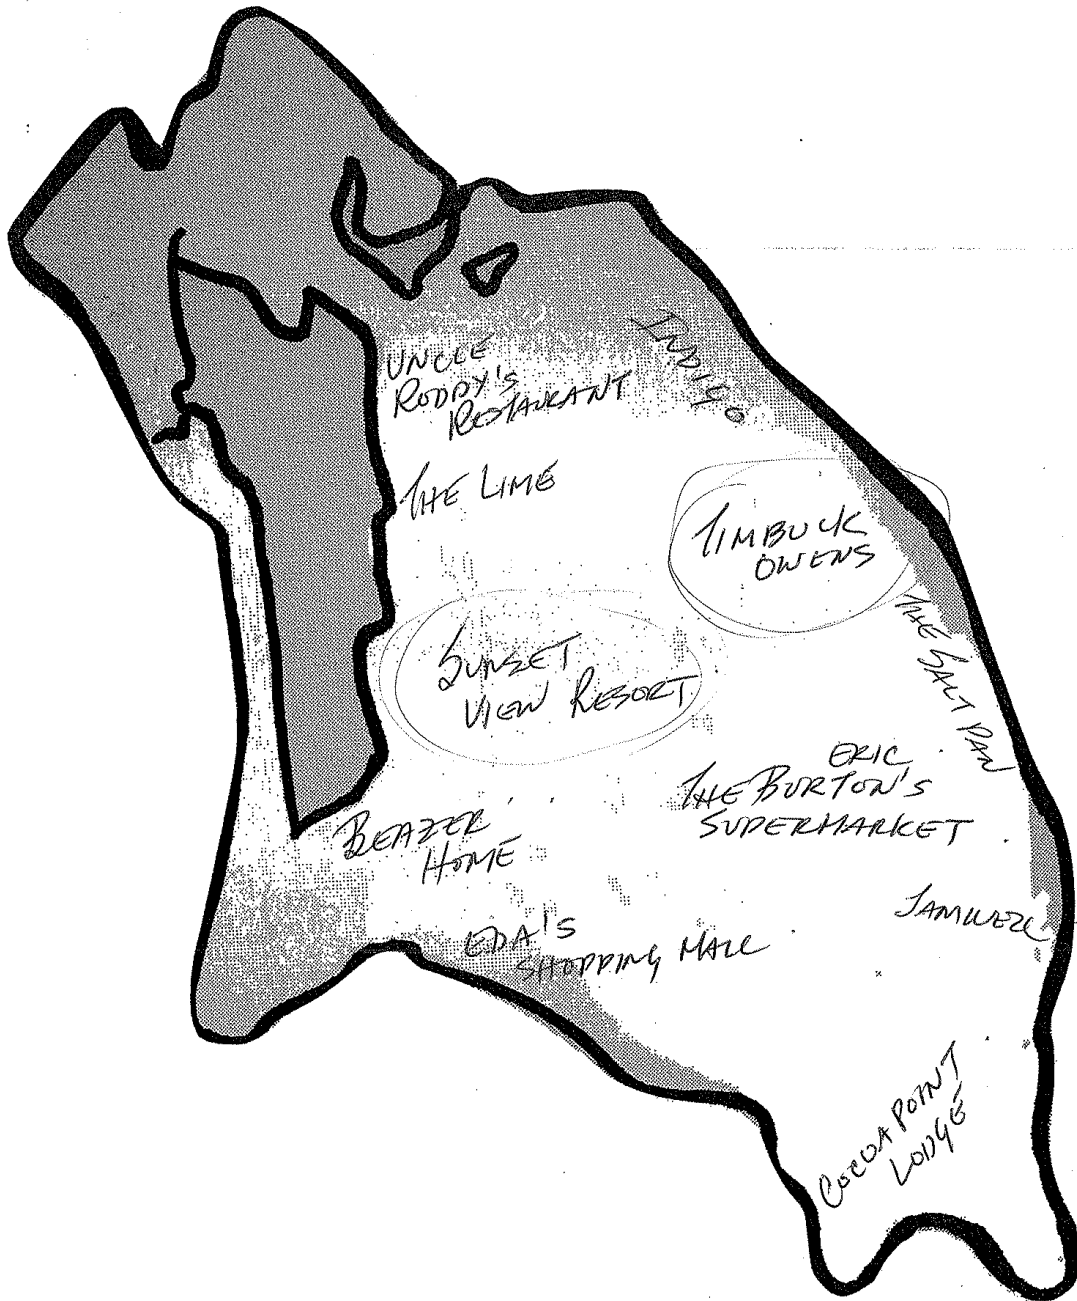 UNCLE
RODDY'S
RESTAURANT
INDIGO
THE LIME
TIMBUCK
OWENS
THE SALT PAN
SUNSET
VIEW RESORT
ERIC
THE BURTON'S
SUPERMARKET
BEAZER
HOME
EDA'S
SHOPPING MALL
COCOA POINT
LODGE